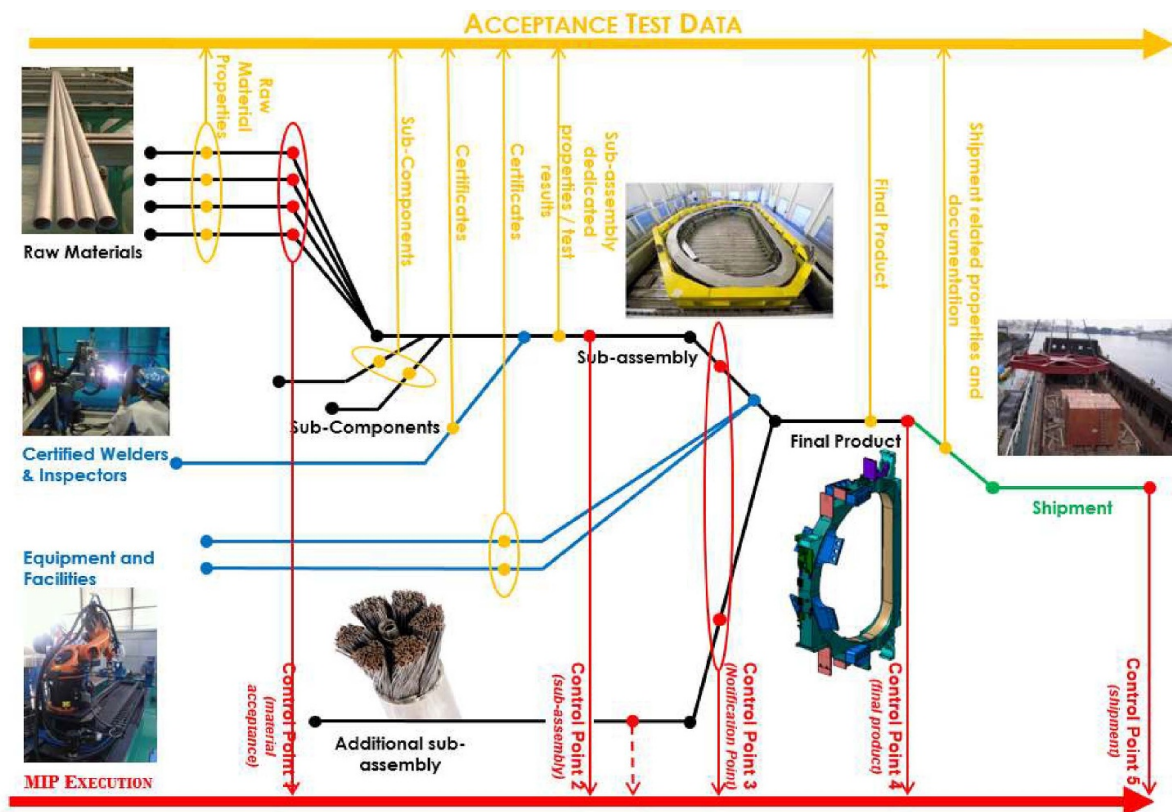 ACCEPTANCE TEST DATA
Raw
Material
Properties
Sub-Components
Certificates
Certificates
Sub-assembly
dedicated
properties / test
results
Final Product
Shipment related properties and
documentation
Raw Materials
Sub-assembly
Sub-Components
Certified Welders
& Inspectors
Final Product
Shipment
Equipment and
Facilities
Additional sub-
assembly
Control Point 1
(material
acceptance)
Control Point 2
(sub-assembly)
Control Point 3
(Notification Point)
Control Point 4
(final product)
Control Point 5
(shipment)
MIP EXECUTION